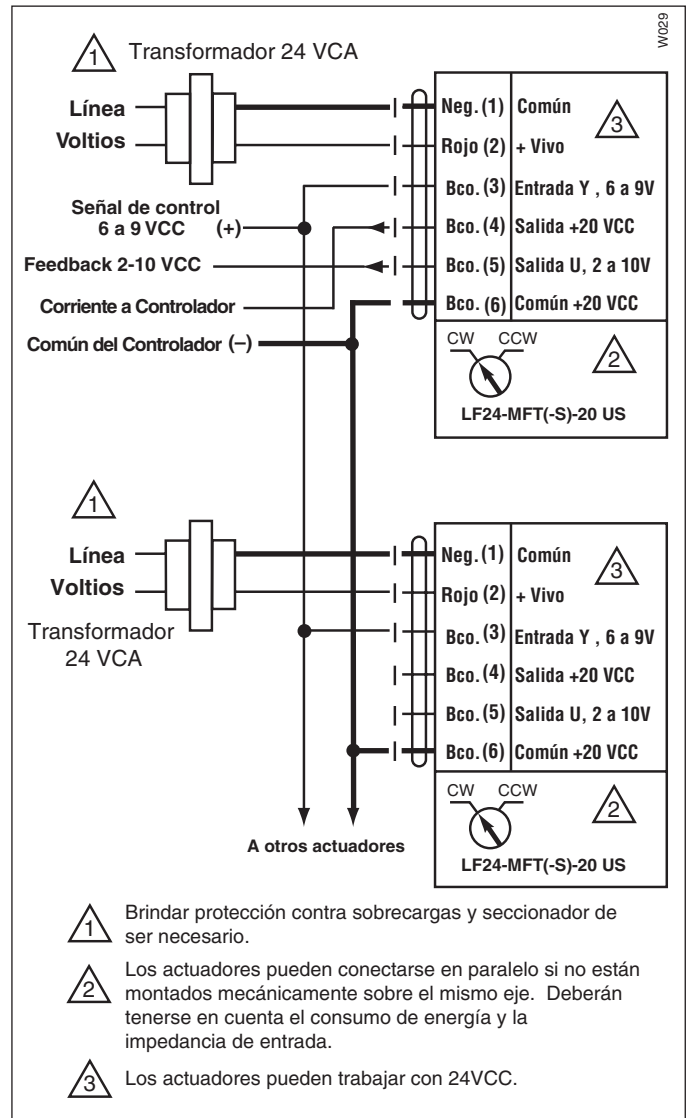 W029
1 Transformador 24 VCA
Línea
Voltios
Neg. (1) Común
3
Rojo (2) + Vivo
Bco. (3) Entrada Y , 6 a 9V
Señal de control
6 a 9 VCC (+)
Bco. (4) Salida +20 VCC
Feedback 2-10 VCC
Bco. (5) Salida U, 2 a 10V
Corriente a Controlador
Bco. (6) Común +20 VCC
Común del Controlador (–)
CW CCW
2
LF24-MFT(-S)-20 US
1
Línea
Voltios
Transformador
24 VCA
Neg. (1) Común
3
Rojo (2) + Vivo
Bco. (3) Entrada Y , 6 a 9V
Bco. (4) Salida +20 VCC
Bco. (5) Salida U, 2 a 10V
Bco. (6) Común +20 VCC
CW CCW
2
LF24-MFT(-S)-20 US
A otros actuadores
1 Brindar protección contra sobrecargas y seccionador de
ser necesario.
2 Los actuadores pueden conectarse en paralelo si no están
montados mecánicamente sobre el mismo eje. Deberán
tenerse en cuenta el consumo de energía y la
impedancia de entrada.
3 Los actuadores pueden trabajar con 24VCC.